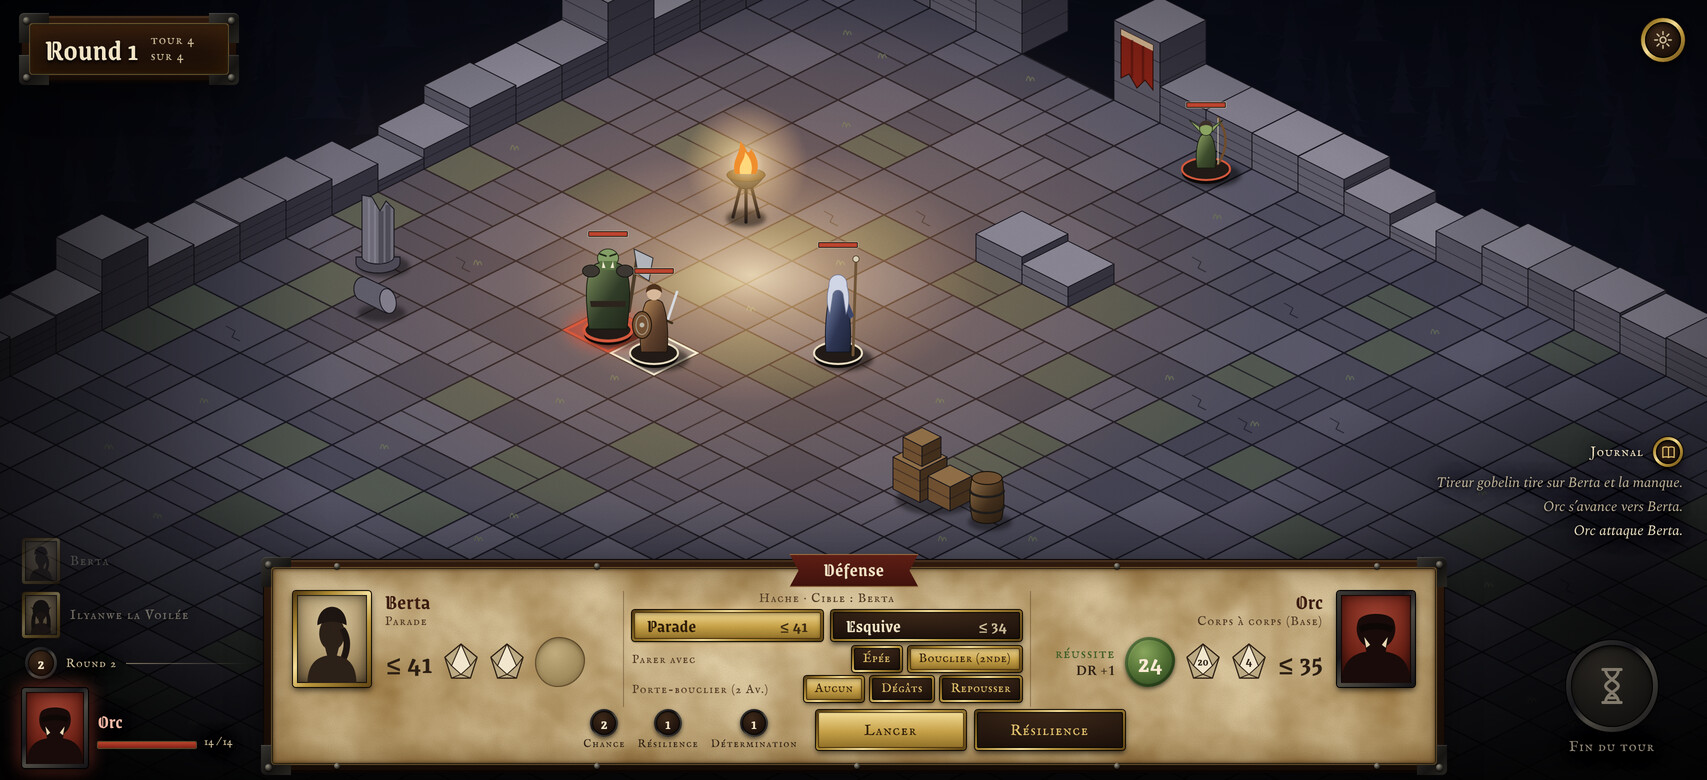 Round 1
TOUR 4
SUR 4
JOURNAL
Tireur gobelin tire sur Berta et la manque.
Orc s'avance vers Berta.
Orc attaque Berta.
BERTA
ILYANWE LA VOILÉE
2 ROUND 2
Orc
14/14
Défense
HACHE · CIBLE : BERTA
Berta
PARADE
≤ 41
Parade ≤ 41
Esquive ≤ 34
PARER AVEC
ÉPÉE
BOUCLIER (2NDE)
PORTE-BOUCLIER (2 AV.)
AUCUN
DÉGÂTS
REPOUSSER
2
CHANCE
1
RÉSILIENCE
1
DÉTERMINATION
LANCER
RÉSILIENCE
Orc
CORPS À CORPS (BASE)
RÉUSSITE
DR +1
24
20
4
≤ 35
FIN DU TOUR